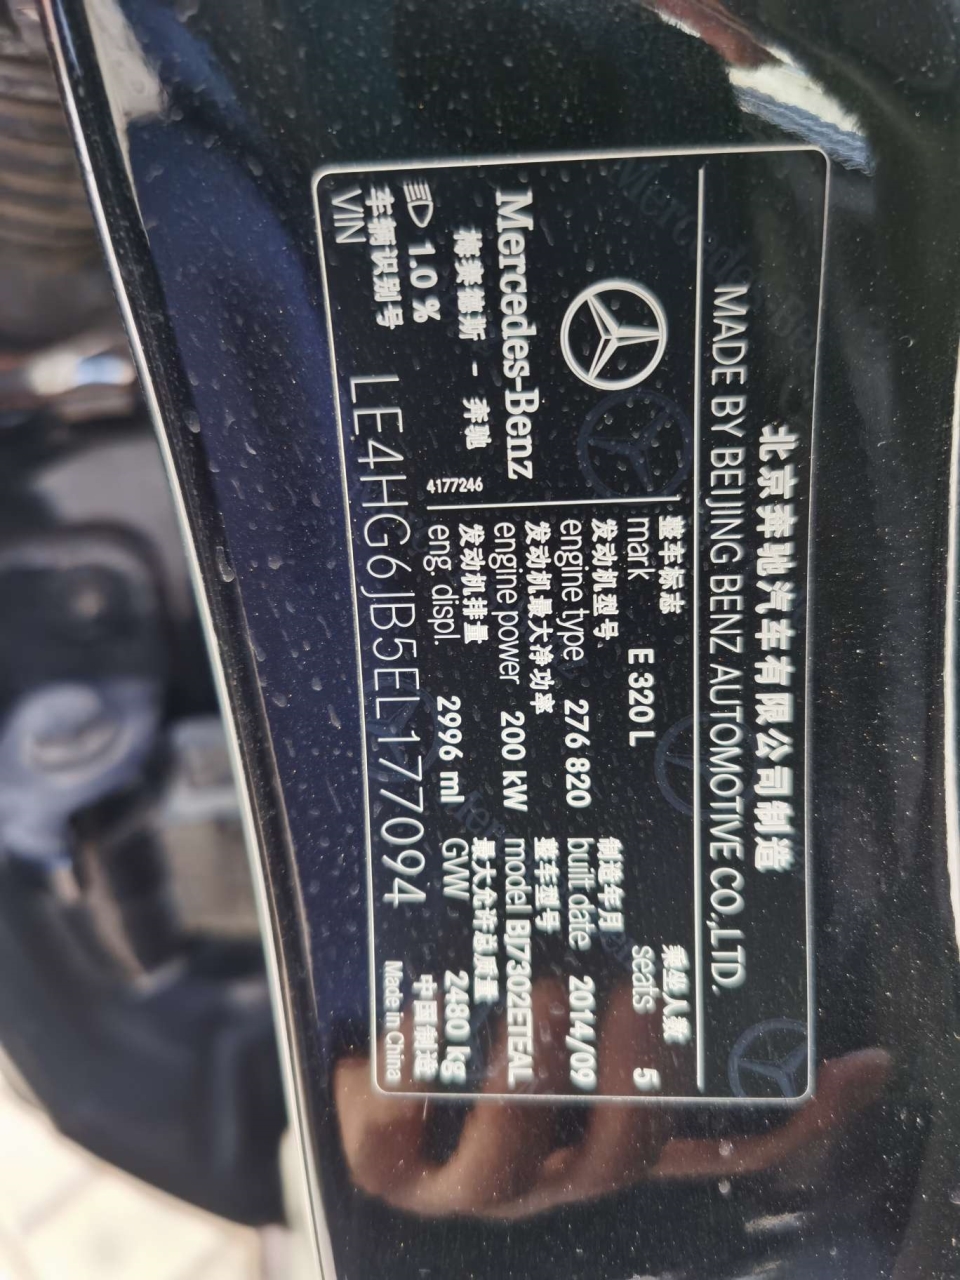 北京奔驰汽车有限公司制造
MADE BY BEIJING BENZ AUTOMOTIVE CO.,LTD.
Mercedes-Benz
梅赛德斯 - 奔驰
1.0 %
4177246
整车标志
mark E 320 L
乘坐人数
seats 5
发动机型号
engine type 276 820
制造年月
built date 2014/09
发动机最大净功率
engine power 200 kW
整车型号
model BJ7302ETEAL
发动机排量
eng. displ. 2996 ml
最大允许总质量
GVW 2480 kg
车辆识别号
VIN LE4HG6JB5EL177094
中国制造
Made in China